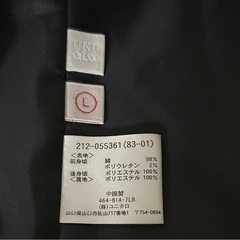 UNI
QLO
L
212-055361(83-01)
<表地>
前身頃 綿 98%
ポリウレタン 2%
後身頃 ポリエステル 100%
<裏地> ポリエステル 100%
中国製
464-81A-7LB
(株)ユニクロ
山口県山口市佐山717番地1 〒754-0894